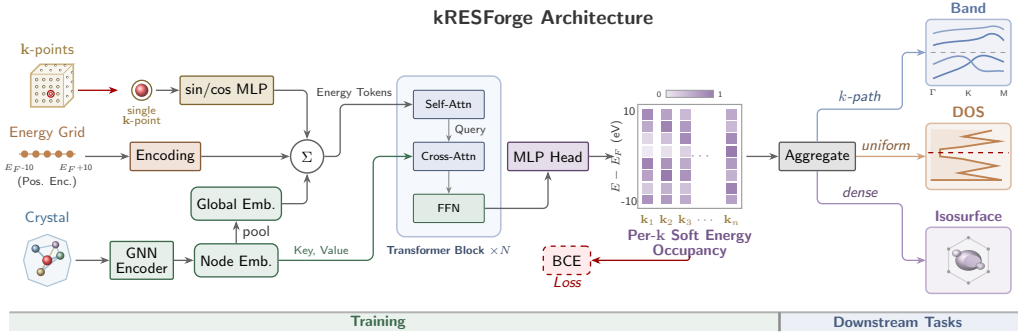 kRESForge Architecture
k-points
single
k-point
sin/cos MLP
Energy Grid
E_F-10
E_F+10
(Pos. Enc.)
Encoding
Σ
Energy Tokens
Global Emb.
pool
Crystal
GNN
Encoder
Node Emb.
Key, Value
Self-Attn
Query
Cross-Attn
FFN
Transformer Block ×N
MLP Head
0
1
10
E − E_F (eV)
-10
· · ·
k₁ k₂ k₃ · · · kₙ
Per-k Soft Energy
Occupancy
BCE
Loss
Aggregate
k-path
uniform
dense
Band
Γ K M
DOS
Isosurface
Training
Downstream Tasks